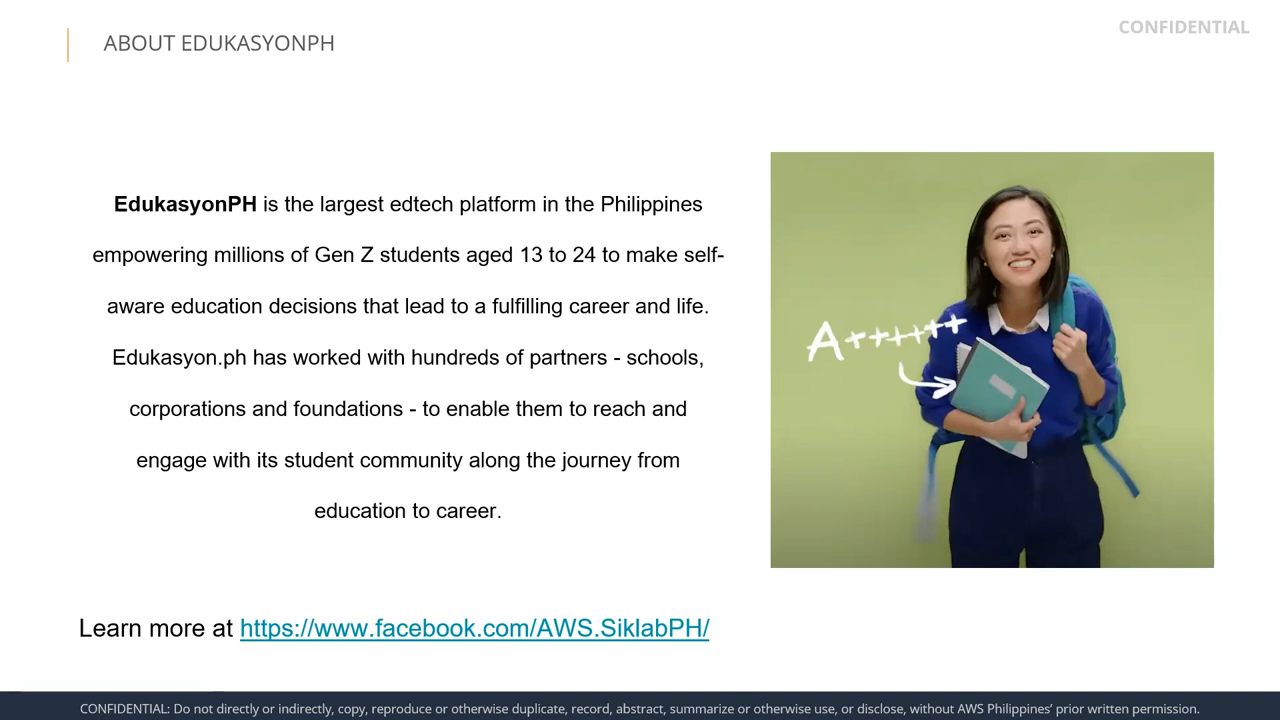 ABOUT EDUKASYONPH
CONFIDENTIAL
EdukasyonPH is the largest edtech platform in the Philippines
empowering millions of Gen Z students aged 13 to 24 to make self-
aware education decisions that lead to a fulfilling career and life.
Edukasyon.ph has worked with hundreds of partners - schools,
corporations and foundations - to enable them to reach and
engage with its student community along the journey from
education to career.
A++++++
Learn more at https://www.facebook.com/AWS.SiklabPH/
CONFIDENTIAL: Do not directly or indirectly, copy, reproduce or otherwise duplicate, record, abstract, summarize or otherwise use, or disclose, without AWS Philippines’ prior written permission.